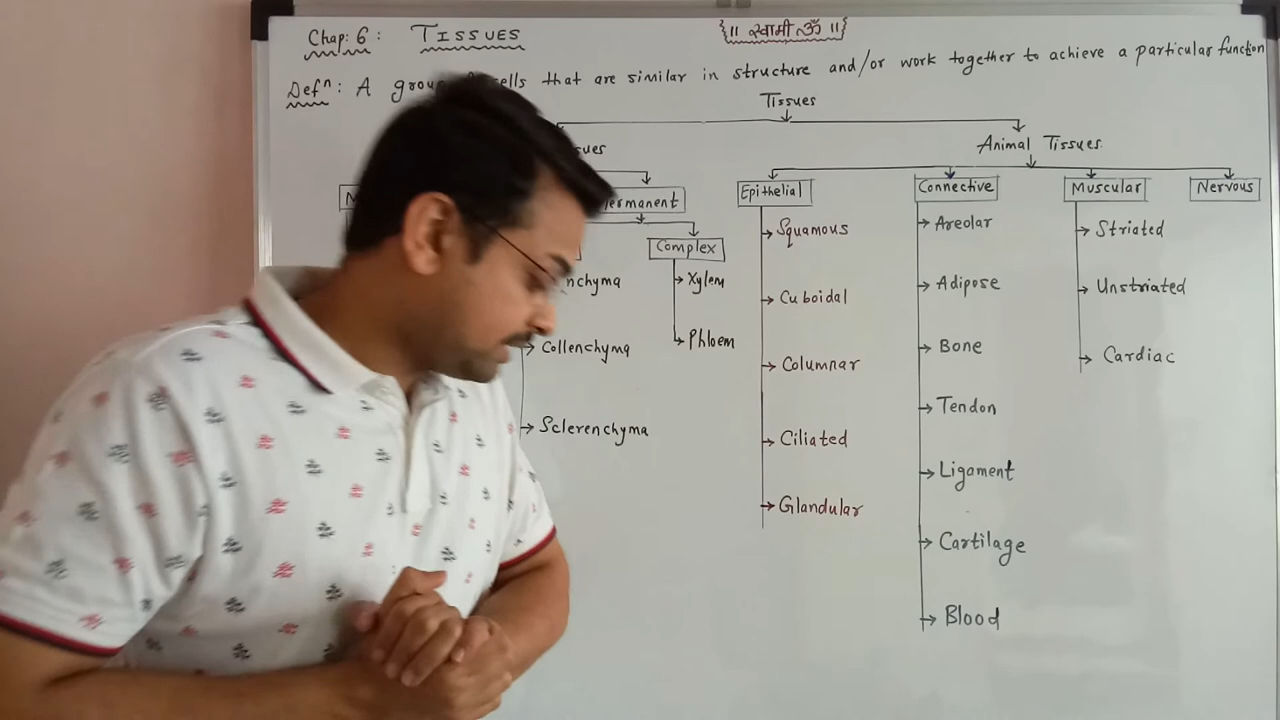 Chap: 6 : TISSUES
{॥ स्वामी ॐ ॥}
Defⁿ : A cells that are similar in structure and/or work together to achieve a particular function
Tissues
Animal Tissues
Epithelial Connective Muscular Nervous
Complex
Squamous Areolar Striated
Xylem
Cuboidal Adipose Unstriated
Phloem
Collenchyma Columnar Bone Cardiac
Tendon
Sclerenchyma Ciliated
Ligament
Glandular
Cartilage
Blood